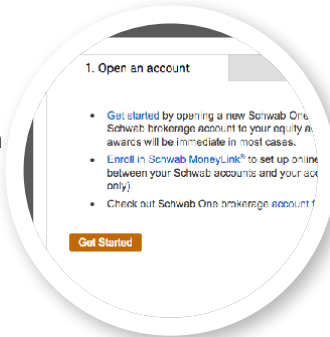 1. Open an account
• Get started by opening a new Schwab One
Schwab brokerage account to your equity a
awards will be immediate in most cases.
• Enroll in Schwab MoneyLink® to set up online
between your Schwab accounts and your acc
only).
• Check out Schwab One brokerage account f
Get Started